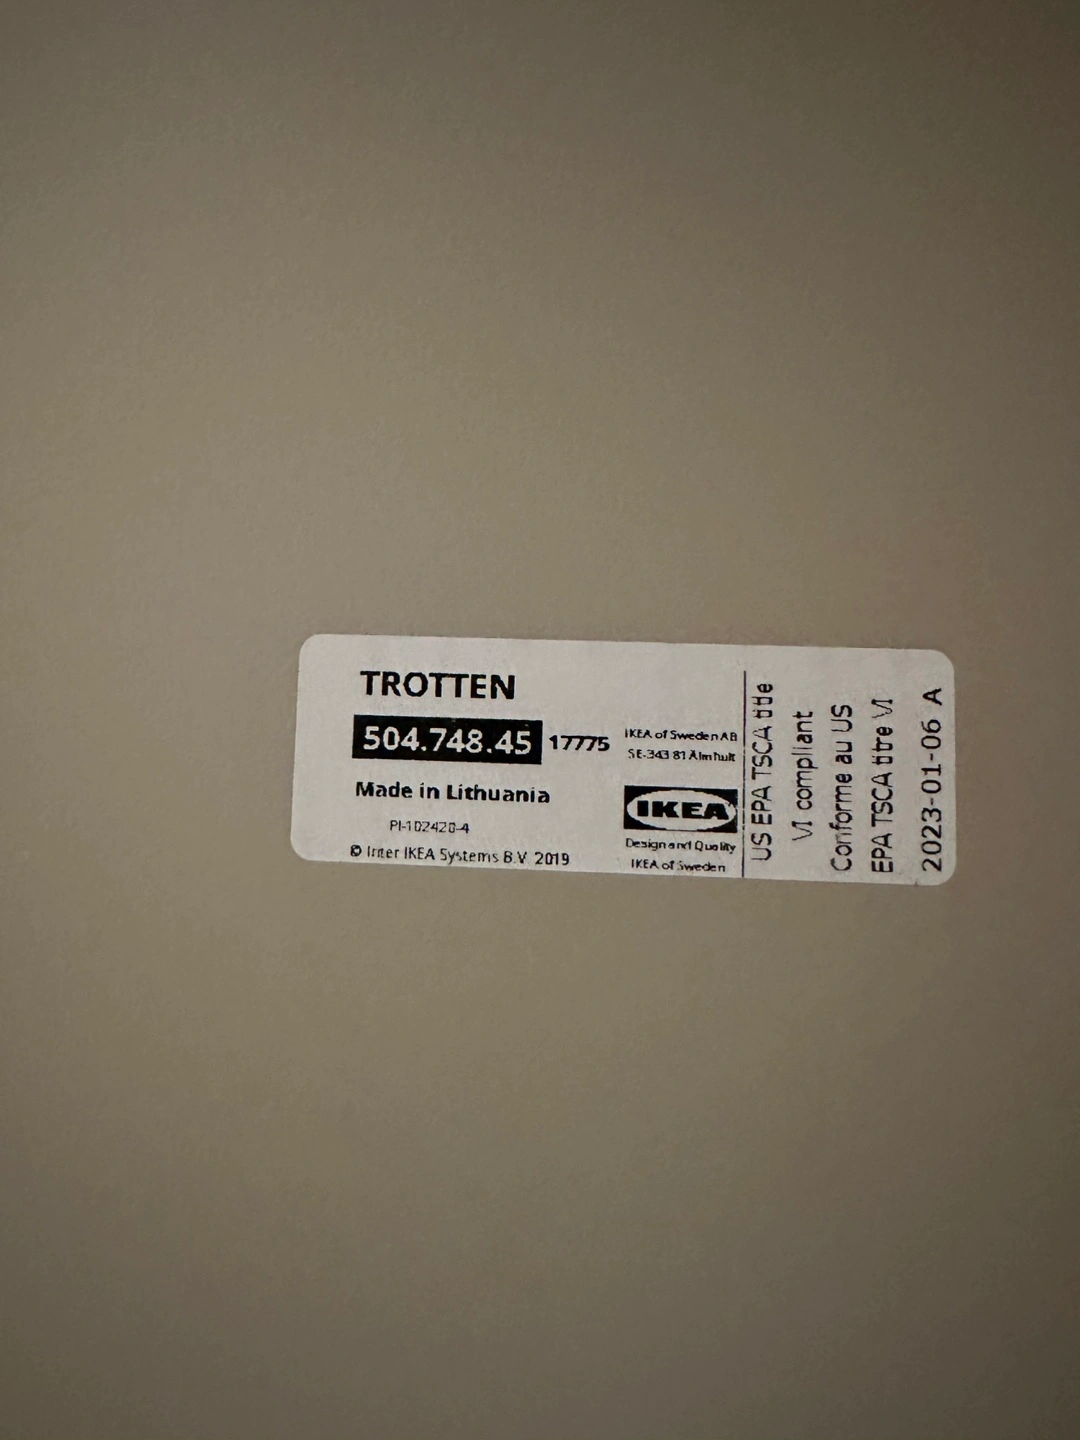 TROTTEN
504.748.45 17775
Made in Lithuania
PI-102420-4
© Inter IKEA Systems B.V. 2019
IKEA of Sweden AB
SE-343 81 Älmhult
IKEA
Design and Quality
IKEA of Sweden
US EPA TSCA title
VI compliant
Conforme au US
EPA TSCA titre VI
2023-01-06 A